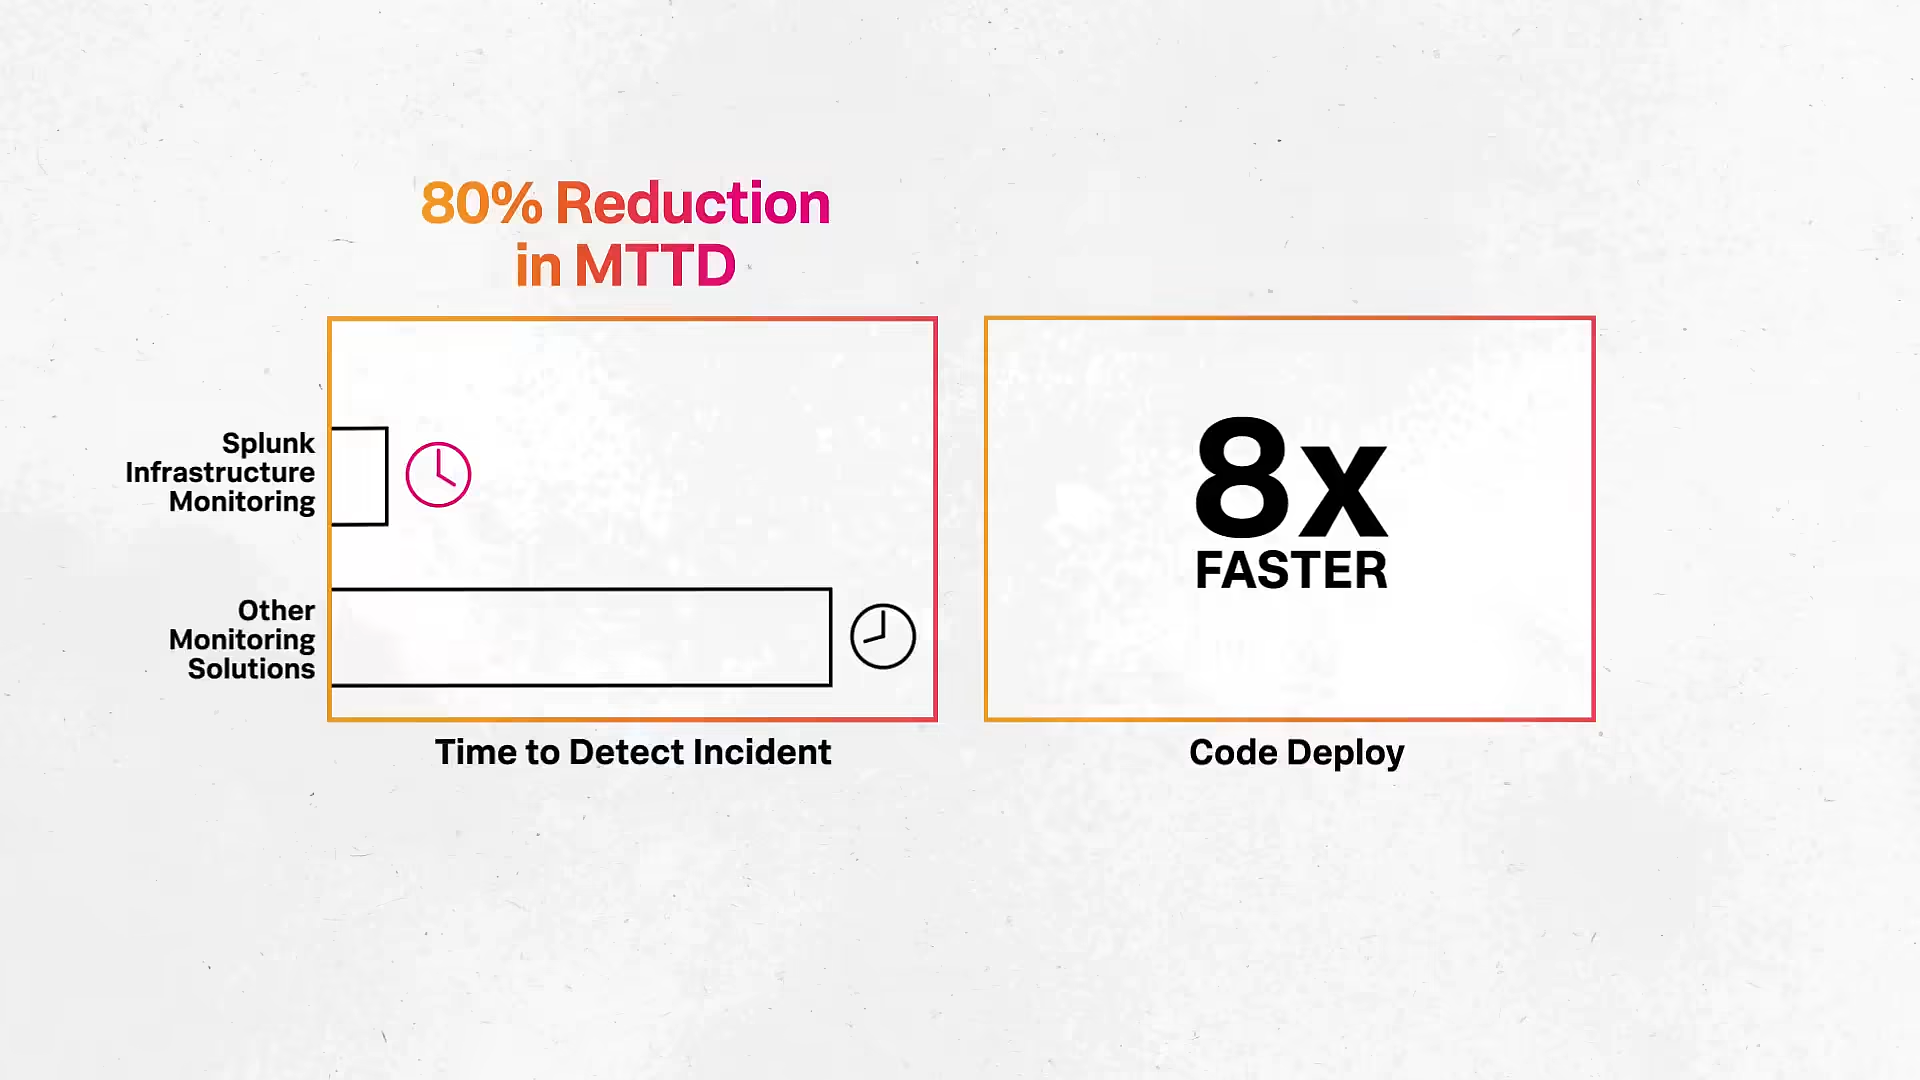 80% Reduction
in MTTD
Splunk
Infrastructure
Monitoring
Other
Monitoring
Solutions
Time to Detect Incident
8x
FASTER
Code Deploy